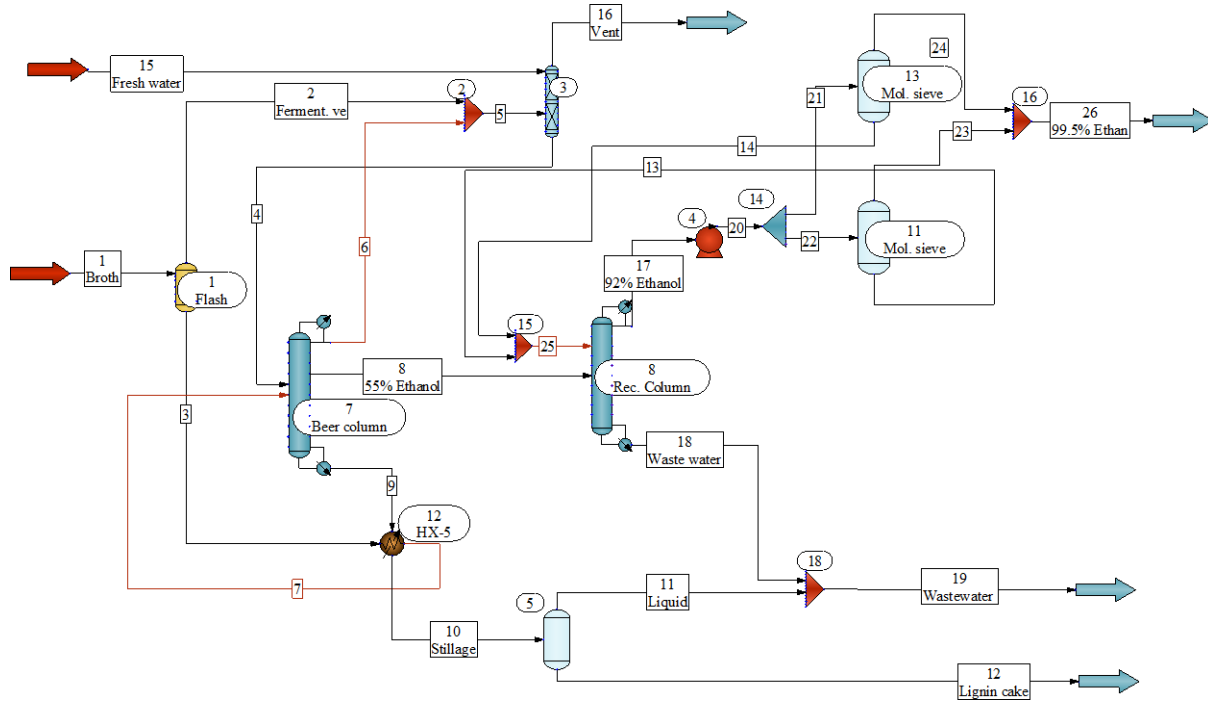 16
Vent
15
Fresh water
2
Ferment. ve
2
5
3
24
13
Mol. sieve
21
16
26
99.5% Ethan
23
14
13
4
6
14
4
20
22
11
Mol. sieve
1
Broth
1
Flash
17
92% Ethanol
15
25
8
55% Ethanol
8
Rec. Column
3
7
Beer column
18
Waste water
9
12
HX-5
7
18
11
Liquid
19
Wastewater
5
10
Stillage
12
Lignin cake